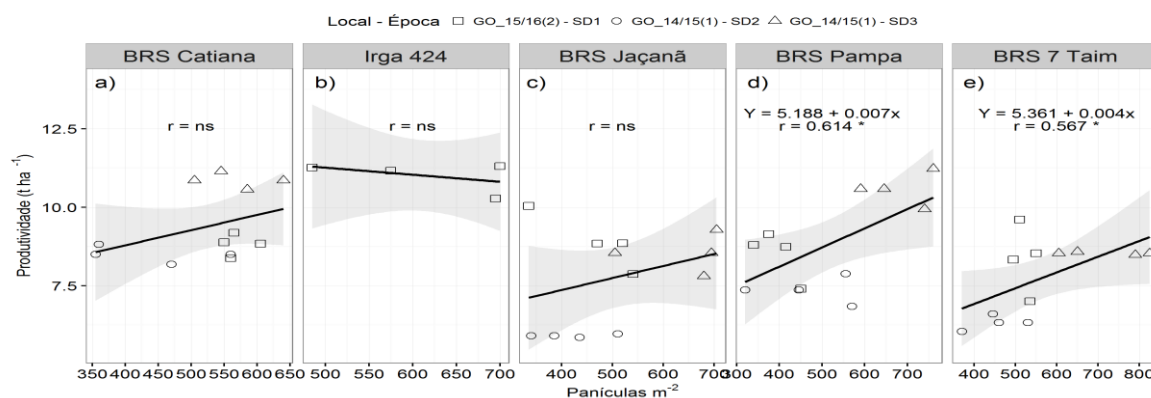 Local - Época GO_15/16(2) - SD1 GO_14/15(1) - SD2 GO_14/15(1) - SD3
BRS Catiana Irga 424 BRS Jaçanã BRS Pampa BRS 7 Taim
a) b) c) d) e)
r = ns r = ns r = ns
Y = 5.188 + 0.007x
r = 0.614 *
Y = 5.361 + 0.004x
r = 0.567 *
Produtividade (t ha ⁻¹)
12.5
10.0
7.5
350 400 450 500 550 600 650 500 550 600 650 700 400 500 600 700 400 500 600 700 400 500 600 700 800
Panículas m⁻²